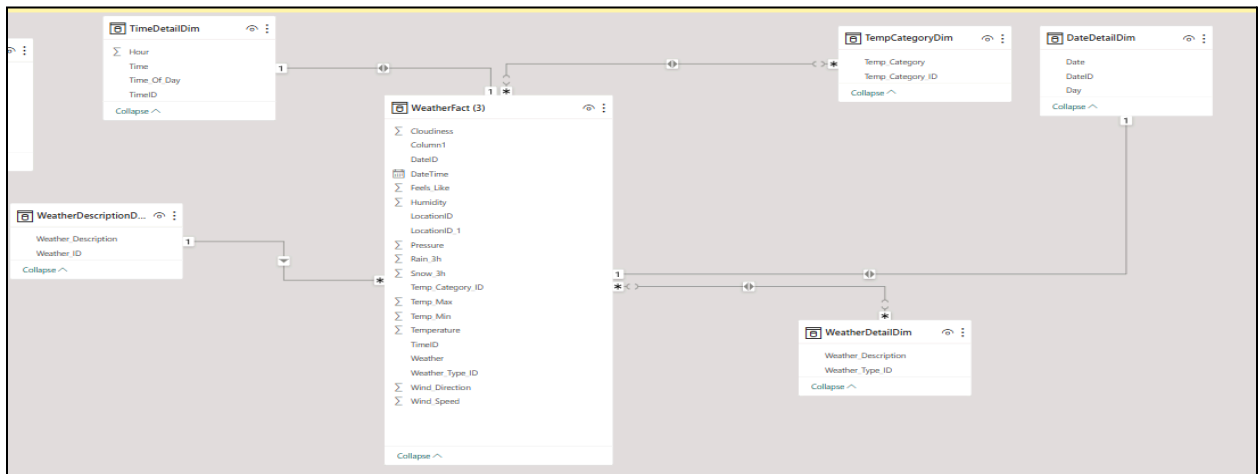 TimeDetailDim
Hour
Time
Time_Of_Day
TimeID
Collapse
TempCategoryDim
Temp_Category
Temp_Category_ID
Collapse
DateDetailDim
Date
DateID
Day
Collapse
1
1
*
*
1
WeatherFact (3)
Cloudiness
Column1
DateID
DateTime
Feels_Like
Humidity
LocationID
LocationID_1
Pressure
Rain_3h
Snow_3h
Temp_Category_ID
Temp_Max
Temp_Min
Temperature
TimeID
Weather
Weather_Type_ID
Wind_Direction
Wind_Speed
Collapse
WeatherDescriptionD...
Weather_Description
Weather_ID
Collapse
1
*
1
*
*
WeatherDetailDim
Weather_Description
Weather_Type_ID
Collapse